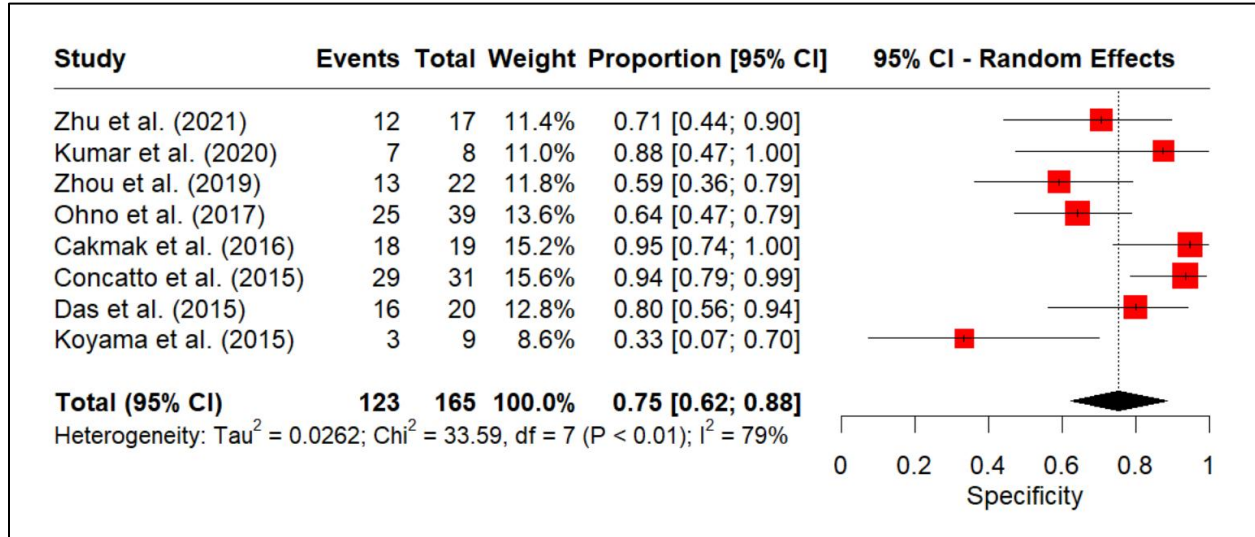 Study Events Total Weight Proportion [95% CI] 95% CI - Random Effects
Zhu et al. (2021) 12 17 11.4% 0.71 [0.44; 0.90]
Kumar et al. (2020) 7 8 11.0% 0.88 [0.47; 1.00]
Zhou et al. (2019) 13 22 11.8% 0.59 [0.36; 0.79]
Ohno et al. (2017) 25 39 13.6% 0.64 [0.47; 0.79]
Cakmak et al. (2016) 18 19 15.2% 0.95 [0.74; 1.00]
Concatto et al. (2015) 29 31 15.6% 0.94 [0.79; 0.99]
Das et al. (2015) 16 20 12.8% 0.80 [0.56; 0.94]
Koyama et al. (2015) 3 9 8.6% 0.33 [0.07; 0.70]
Total (95% CI) 123 165 100.0% 0.75 [0.62; 0.88]
Heterogeneity: Tau² = 0.0262; Chi² = 33.59, df = 7 (P < 0.01); I² = 79%
0 0.2 0.4 0.6 0.8 1
Specificity